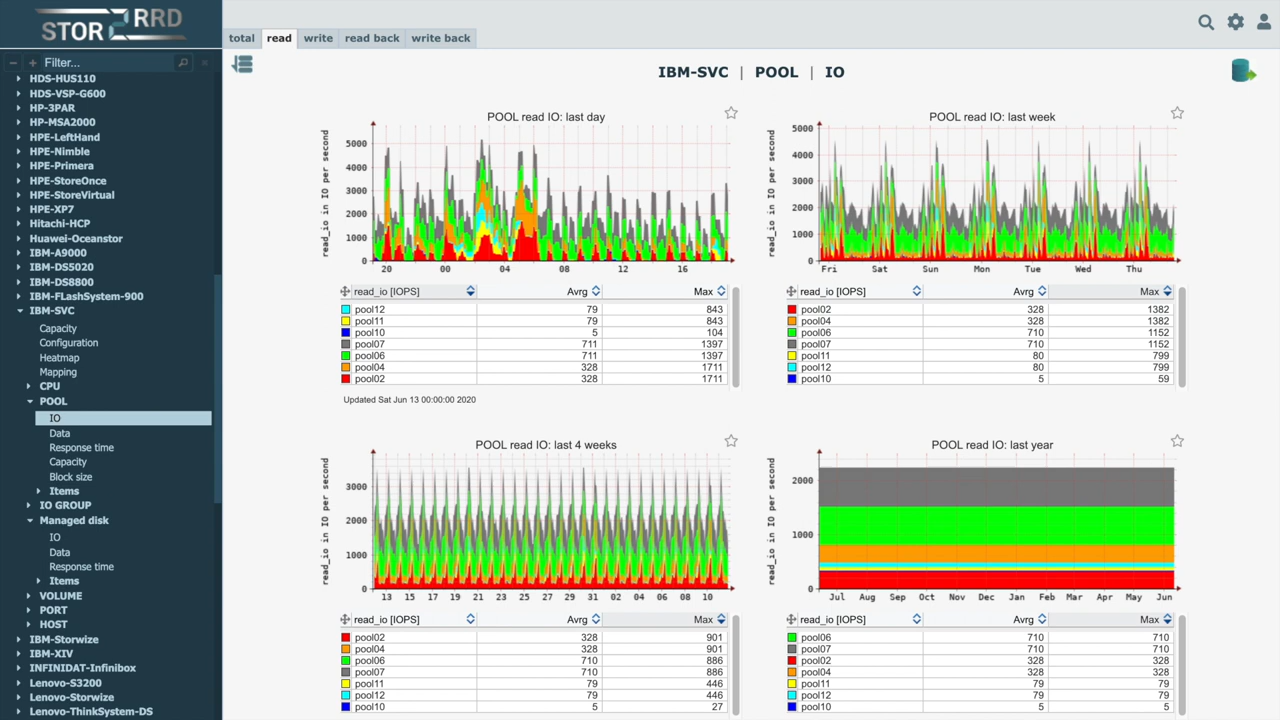 STOR2RRD
total read write read back write back
Filter...
HDS-HUS110
HDS-VSP-G600
HP-3PAR
HP-MSA2000
HPE-LeftHand
HPE-Nimble
HPE-Primera
HPE-StoreOnce
HPE-StoreVirtual
HPE-XP7
Hitachi-HCP
Huawei-Oceanstor
IBM-A9000
IBM-DS5020
IBM-DS8800
IBM-FLashSystem-900
IBM-SVC
Capacity
Configuration
Heatmap
Mapping
CPU
POOL
IO
Data
Response time
Capacity
Block size
Items
IO GROUP
Managed disk
IO
Data
Response time
Items
VOLUME
PORT
HOST
IBM-Storwize
IBM-XIV
INFINIDAT-Infinibox
Lenovo-S3200
Lenovo-Storwize
Lenovo-ThinkSystem-DS
IBM-SVC | POOL | IO
POOL read IO: last day
read_io in IO per second
5000
4000
3000
2000
1000
0
20 00 04 08 12 16
read_io [IOPS] Avrg Max
pool12 79 843
pool11 79 843
pool10 5 104
pool07 711 1397
pool06 711 1397
pool04 328 1711
pool02 328 1711
Updated Sat Jun 13 00:00:00 2020
POOL read IO: last week
read_io in IO per second
5000
4000
3000
2000
1000
0
Fri Sat Sun Mon Tue Wed Thu
read_io [IOPS] Avrg Max
pool02 328 1382
pool04 328 1382
pool06 710 1152
pool07 710 1152
pool11 80 799
pool12 80 799
pool10 5 59
POOL read IO: last 4 weeks
read_io in IO per second
3000
2000
1000
0
13 15 17 19 21 23 25 27 29 31 02 04 06 08 10
read_io [IOPS] Avrg Max
pool02 328 901
pool04 328 901
pool06 710 886
pool07 710 886
pool11 79 446
pool12 79 446
pool10 5 27
POOL read IO: last year
read_io in IO per second
2000
1000
0
Jul Aug Sep Oct Nov Dec Jan Feb Mar Apr May Jun
read_io [IOPS] Avrg Max
pool06 710 710
pool07 710 710
pool02 328 328
pool04 328 328
pool11 79 79
pool12 79 79
pool10 5 5